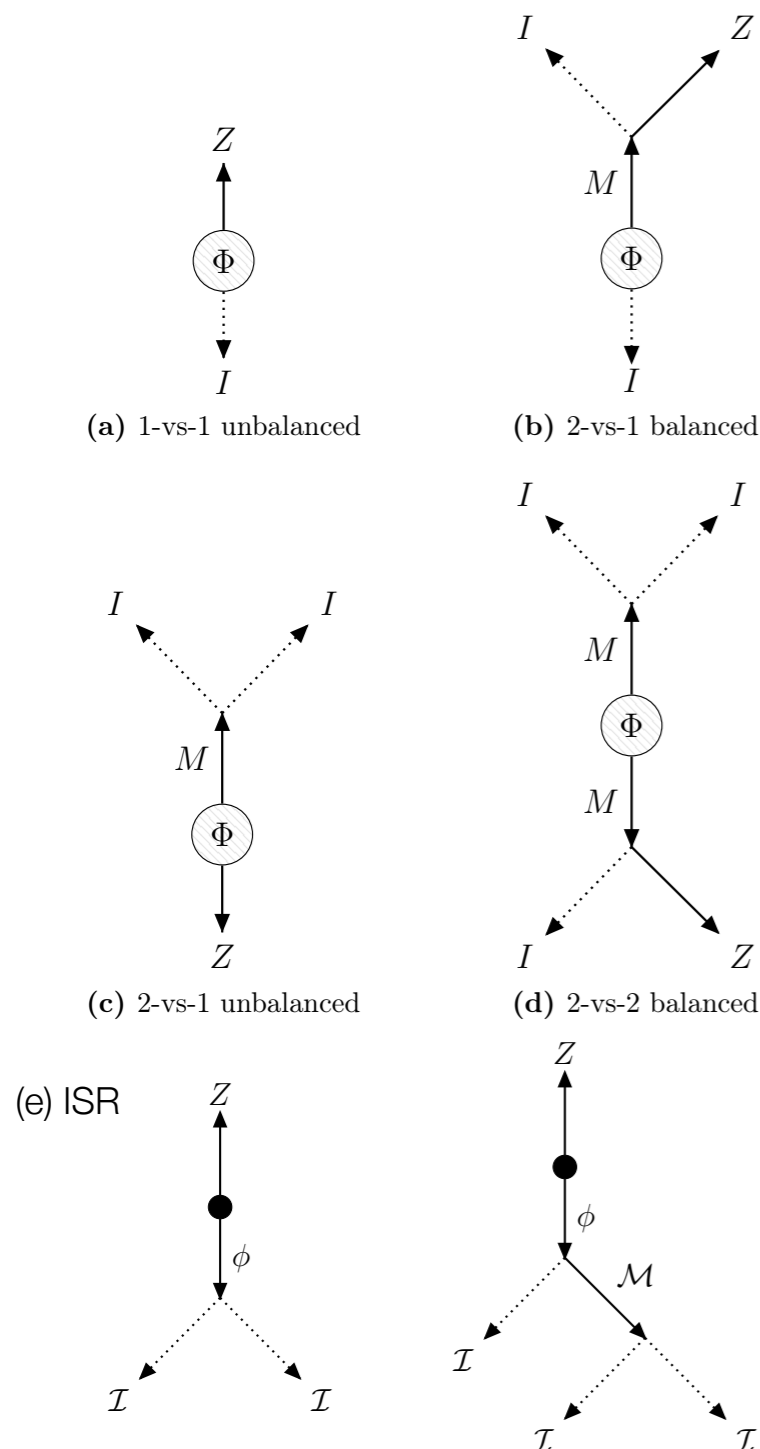 I Z
Z
M
Φ Φ
I I
(a) 1-vs-1 unbalanced (b) 2-vs-1 balanced
I I
I I
M
M Φ
Φ M
Z I Z
(c) 2-vs-1 unbalanced (d) 2-vs-2 balanced
Z
(e) ISR Z
ϕ
ϕ
ℳ
ℐ
ℐ ℐ
ℐ ℐ